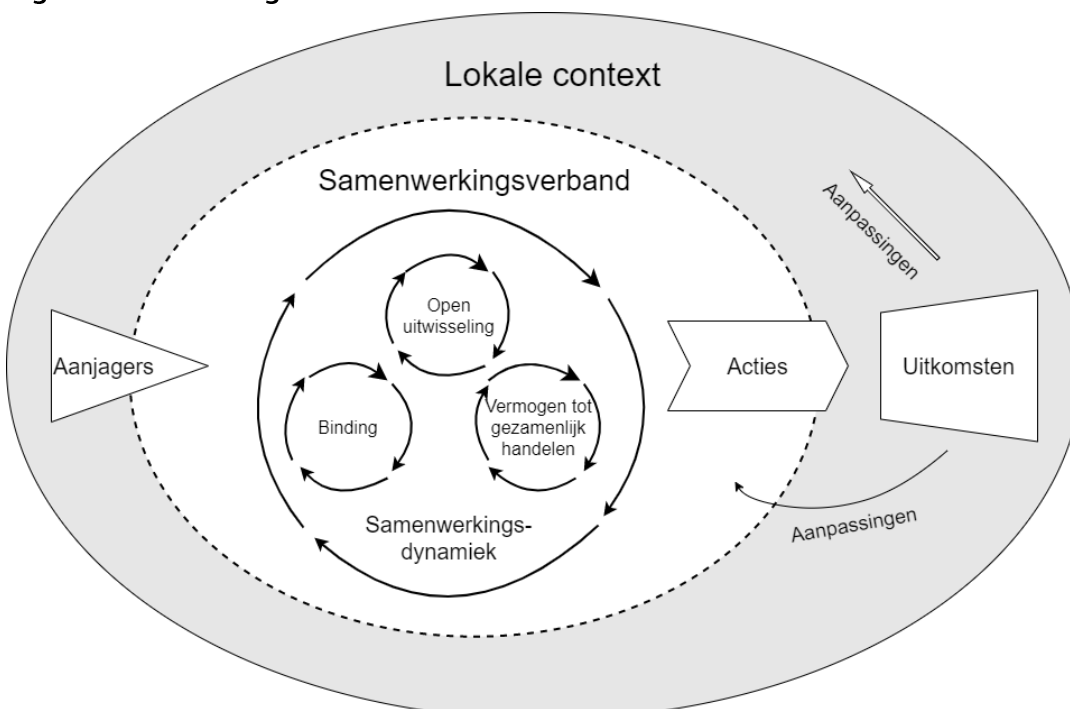 Lokale context
Samenwerkingsverband
Aanpassingen
Open
uitwisseling
Aanjagers
Acties
Uitkomsten
Binding
Vermogen tot
gezamenlijk
handelen
Samenwerkings-
dynamiek
Aanpassingen